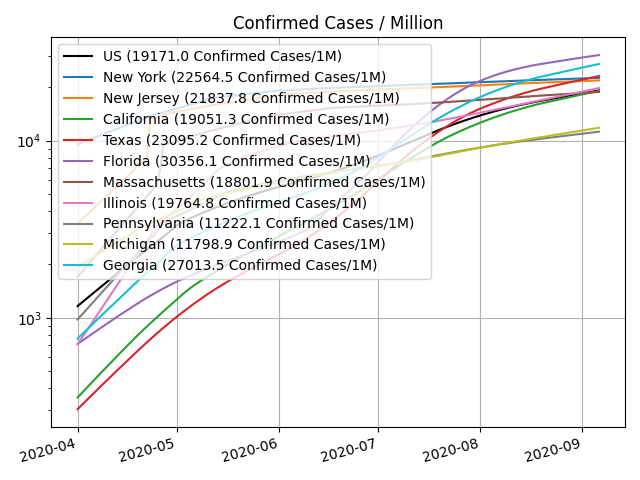 Confirmed Cases / Million
US (19171.0 Confirmed Cases/1M)
New York (22564.5 Confirmed Cases/1M)
New Jersey (21837.8 Confirmed Cases/1M)
California (19051.3 Confirmed Cases/1M)
Texas (23095.2 Confirmed Cases/1M)
Florida (30356.1 Confirmed Cases/1M)
Massachusetts (18801.9 Confirmed Cases/1M)
Illinois (19764.8 Confirmed Cases/1M)
Pennsylvania (11222.1 Confirmed Cases/1M)
Michigan (11798.9 Confirmed Cases/1M)
Georgia (27013.5 Confirmed Cases/1M)
10⁴
10³
2020-04 2020-05 2020-06 2020-07 2020-08 2020-09